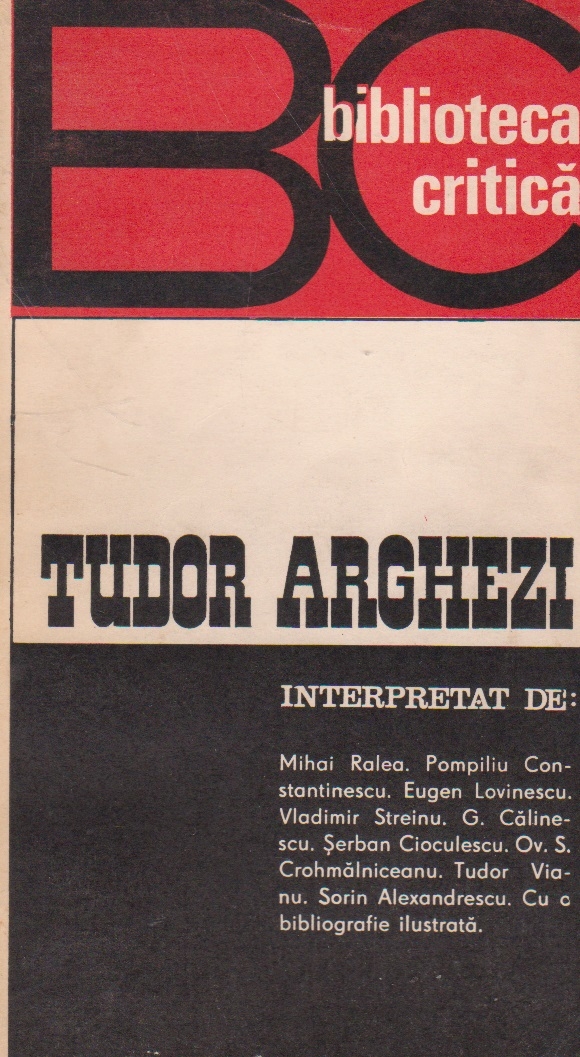 BC
biblioteca
critică
TUDOR ARGHEZI
INTERPRETAT DE:
Mihai Ralea. Pompiliu Con-
stantinescu. Eugen Lovinescu.
Vladimir Streinu. G. Căline-
scu. Șerban Cioculescu. Ov. S.
Crohmălniceanu. Tudor Via-
nu. Sorin Alexandrescu. Cu o
bibliografie ilustrată.